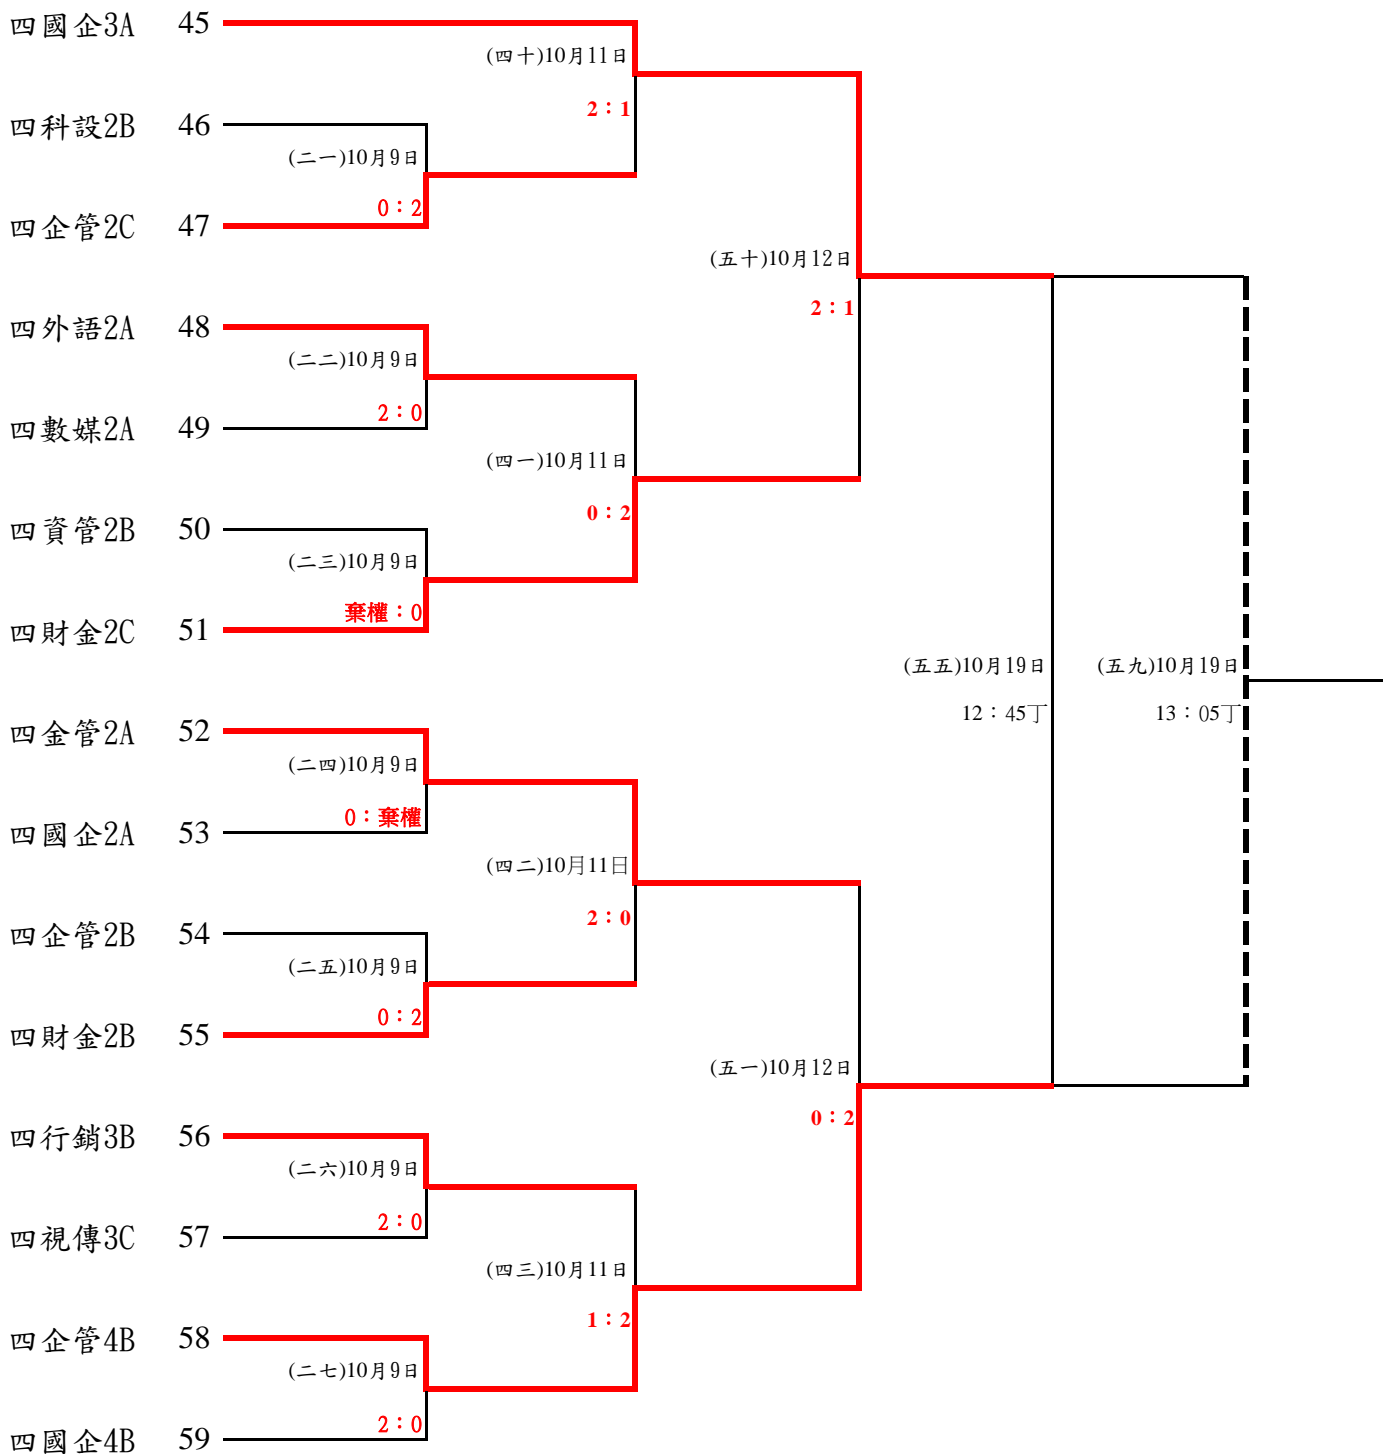 四國企3A 45
(四十)10月11日
2：1
四科設2B 46
(二一)10月9日
0：2
四企管2C 47
(五十)10月12日
2：1
四外語2A 48
(二二)10月9日
2：0
四數媒2A 49
(四一)10月11日
0：2
四資管2B 50
(二三)10月9日
棄權：0
四財金2C 51
(五五)10月19日 (五九)10月19日
12：45丁 13：05丁
四金管2A 52
(二四)10月9日
0：棄權
四國企2A 53
(四二)10月11日
2：0
四企管2B 54
(二五)10月9日
0：2
四財金2B 55
(五一)10月12日
0：2
四行銷3B 56
(二六)10月9日
2：0
四視傳3C 57
(四三)10月11日
1：2
四企管4B 58
(二七)10月9日
2：0
四國企4B 59